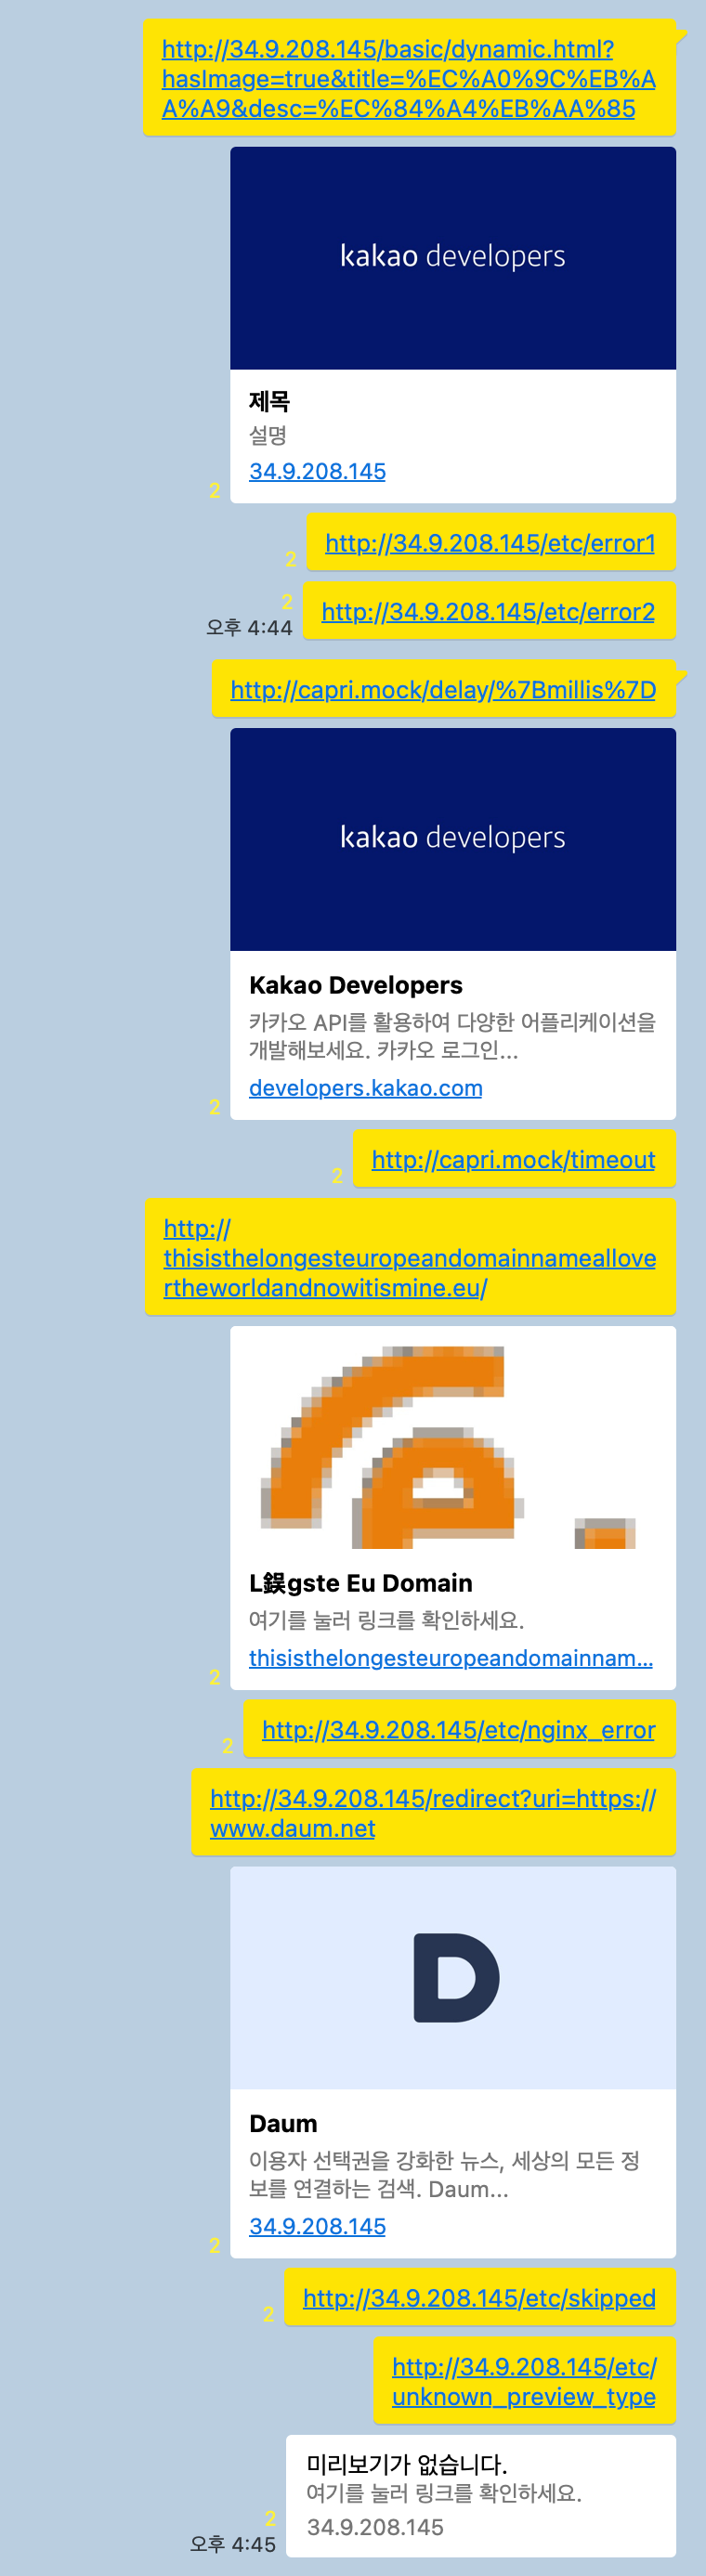 http://34.9.208.145/basic/dynamic.html?
hasImage=true&title=%EC%A0%9C%EB%A
A%A9&desc=%EC%84%A4%EB%AA%85
kakao developers
제목
설명
34.9.208.145
2
http://34.9.208.145/etc/error1
2
http://34.9.208.145/etc/error2
2
오후 4:44
http://capri.mock/delay/%7Bmillis%7D
kakao developers
Kakao Developers
카카오 API를 활용하여 다양한 어플리케이션을
개발해보세요. 카카오 로그인...
developers.kakao.com
2
http://capri.mock/timeout
2
http://
thisisthelongesteuropeandomainnameallove
rtheworldandnowitismine.eu/
L鋘gste Eu Domain
여기를 눌러 링크를 확인하세요.
thisisthelongesteuropeandomainnam...
2
http://34.9.208.145/etc/nginx_error
2
http://34.9.208.145/redirect?uri=https://
www.daum.net
D
Daum
이용자 선택권을 강화한 뉴스, 세상의 모든 정
보를 연결하는 검색. Daum...
34.9.208.145
2
http://34.9.208.145/etc/skipped
2
http://34.9.208.145/etc/
unknown_preview_type
미리보기가 없습니다.
여기를 눌러 링크를 확인하세요.
34.9.208.145
2
오후 4:45